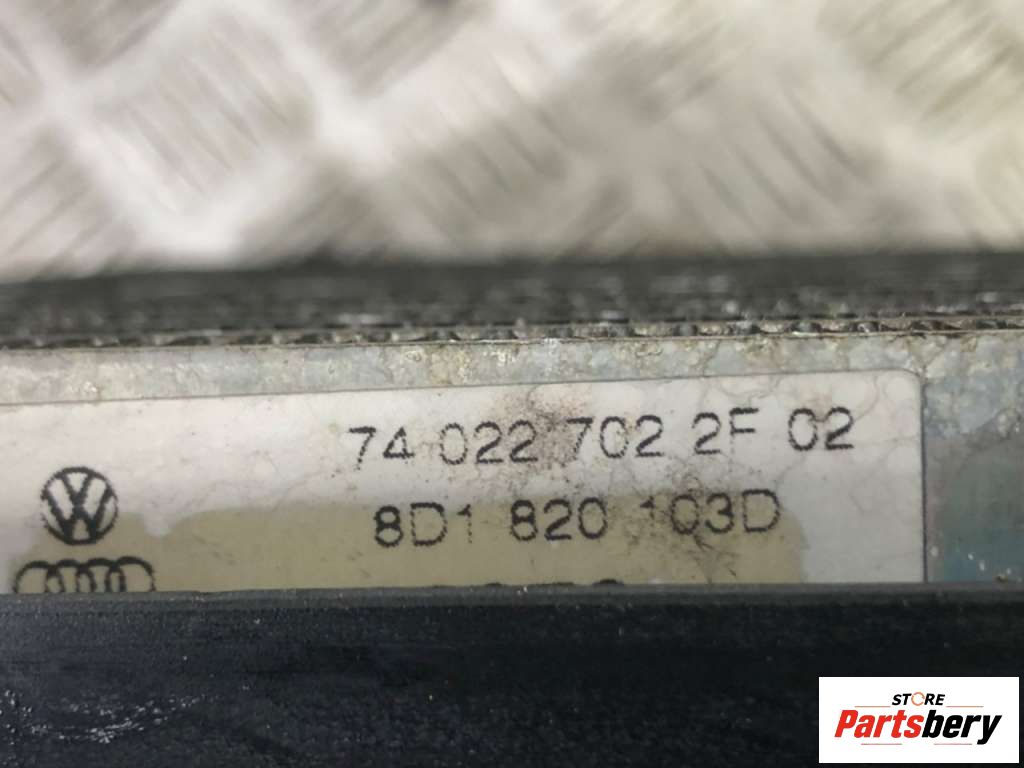 74 022 702 2F 02
8D1 820 103D
STORE
Partsbery